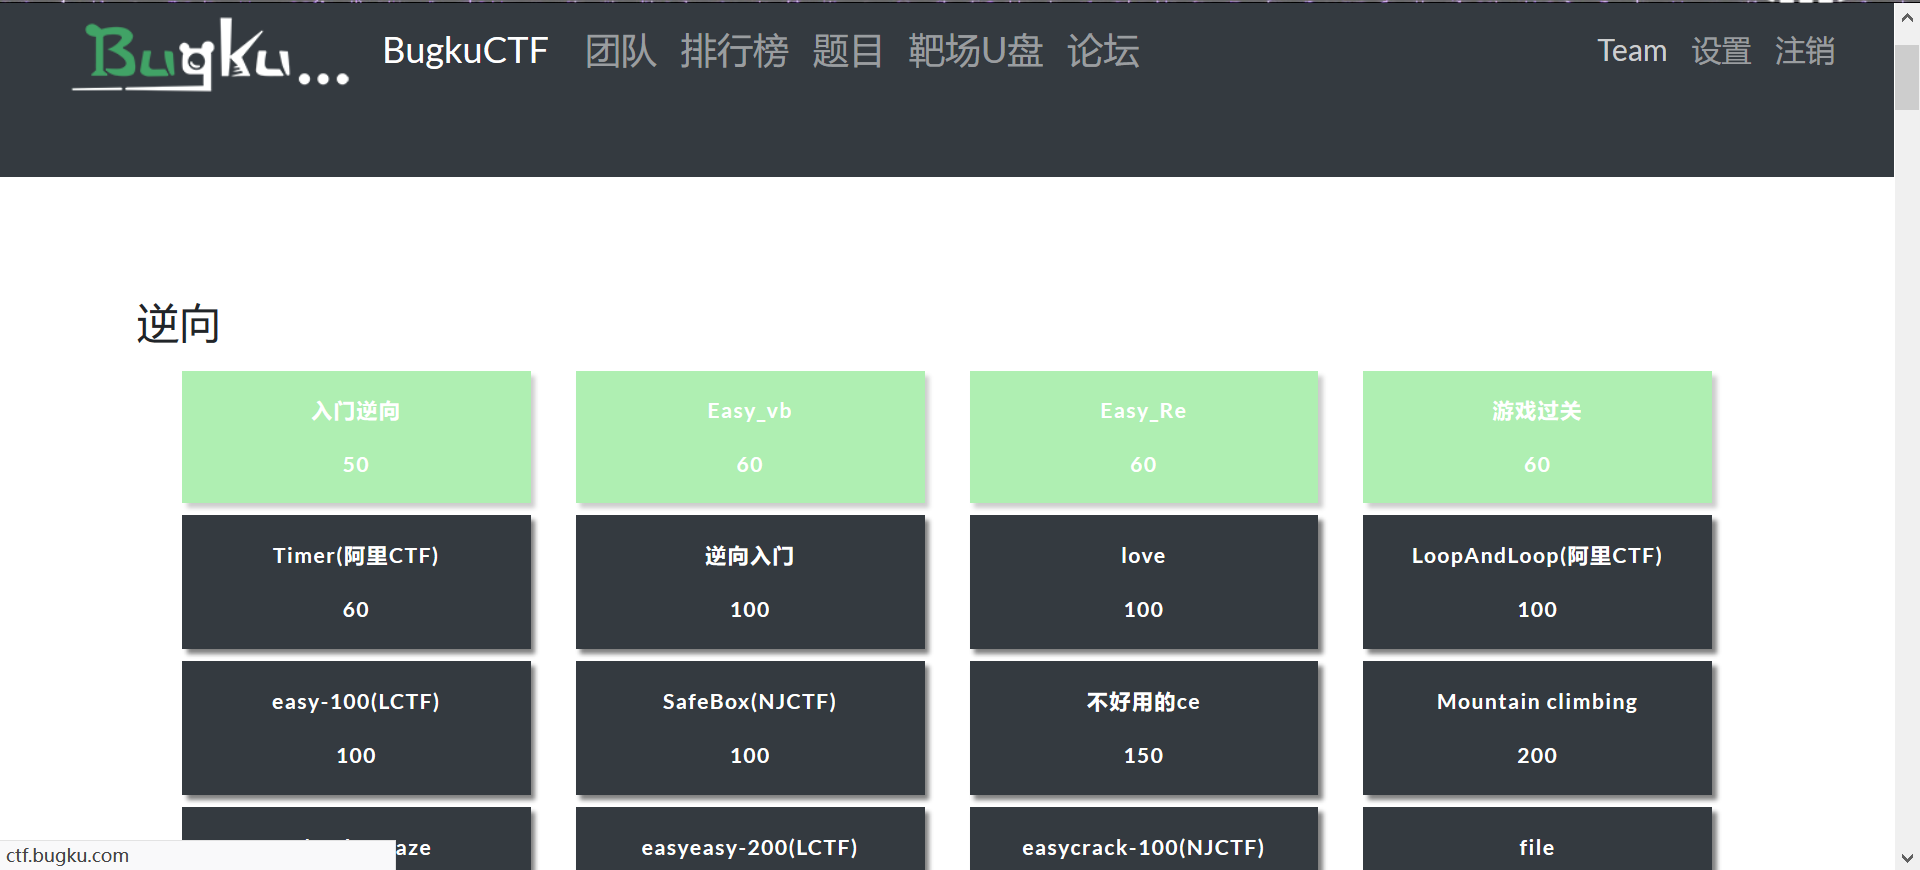 Bugku...
BugkuCTF 团队 排行榜 题目 靶场U盘 论坛 Team 设置 注销
逆向
入门逆向 Easy_vb Easy_Re 游戏过关
50 60 60 60
Timer(阿里CTF) 逆向入门 love LoopAndLoop(阿里CTF)
60 100 100 100
easy-100(LCTF) SafeBox(NJCTF) 不好用的ce Mountain climbing
100 100 150 200
easyeasy-200(LCTF) easycrack-100(NJCTF) file
ctf.bugku.com